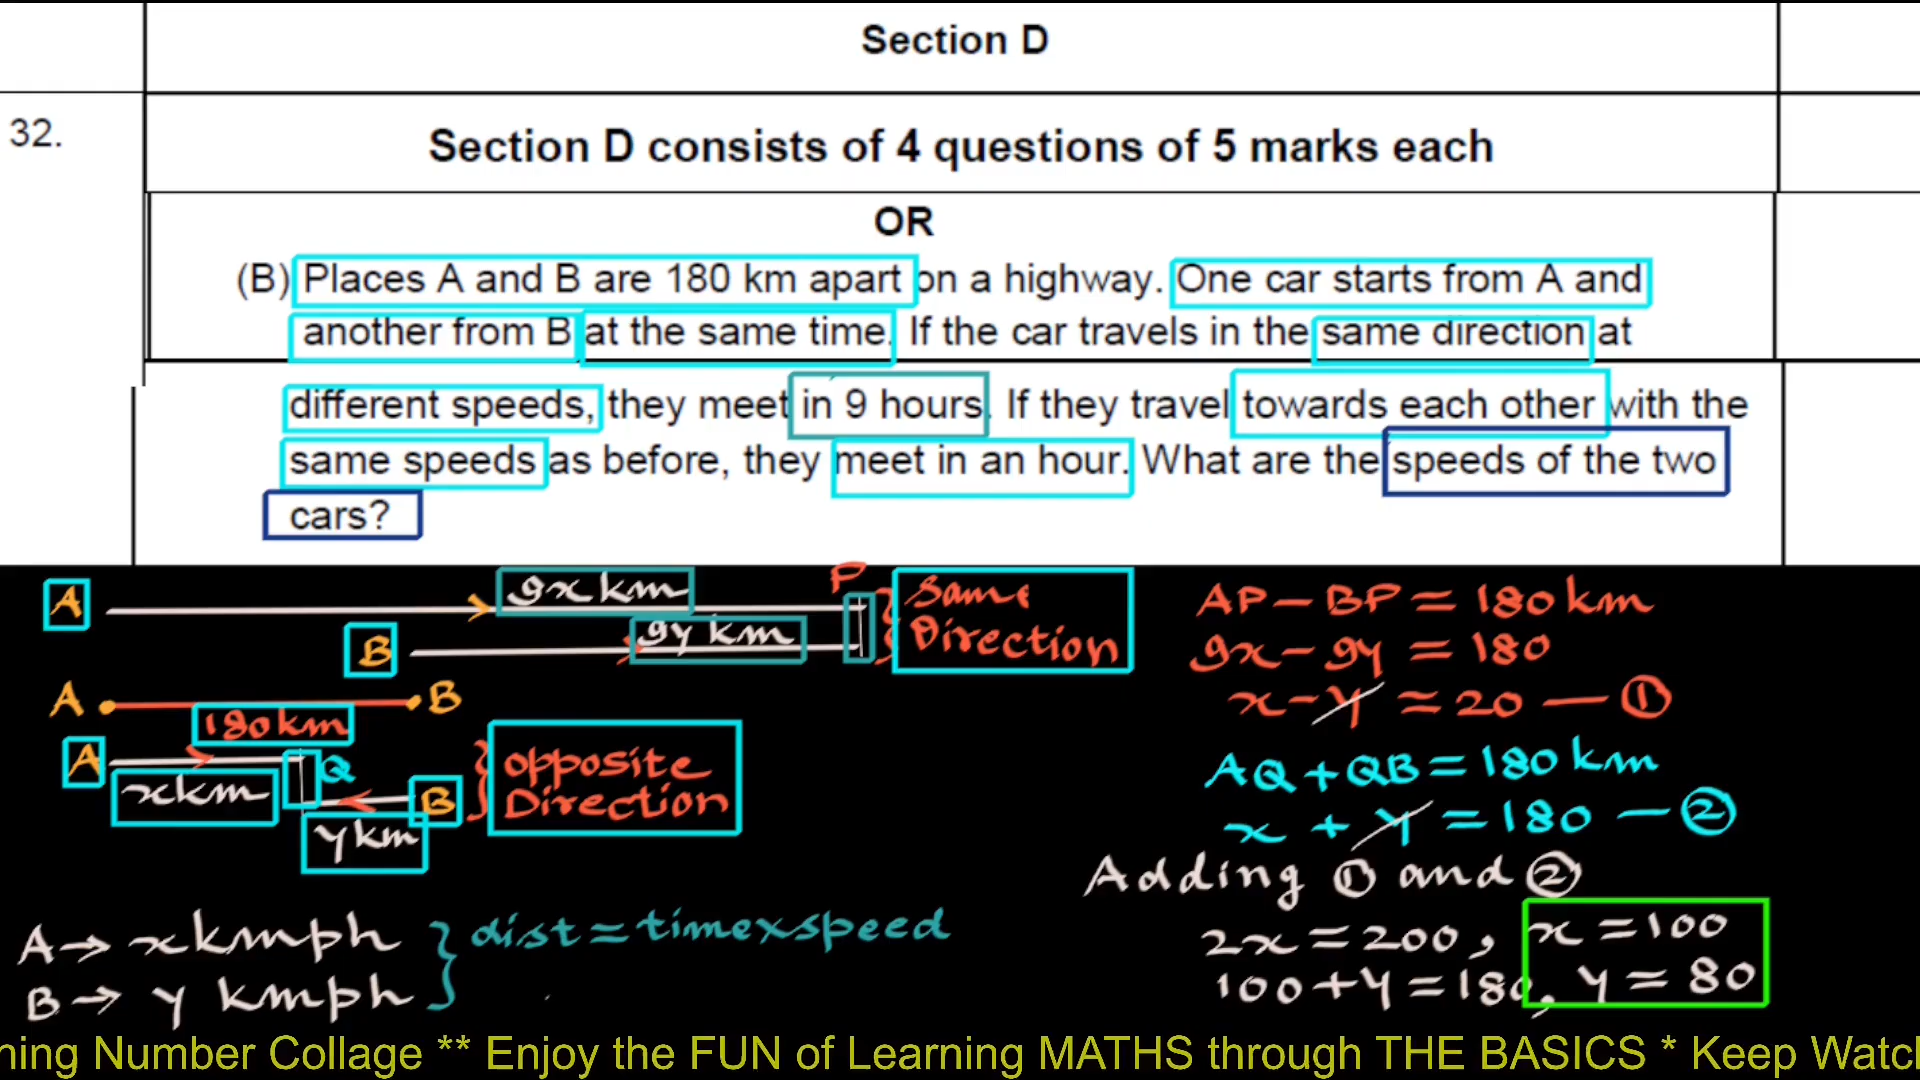 Section D
32.
Section D consists of 4 questions of 5 marks each
OR
(B) Places A and B are 180 km apart on a highway. One car starts from A and
another from B at the same time. If the car travels in the same direction at
different speeds, they meet in 9 hours. If they travel towards each other with the
same speeds as before, they meet in an hour. What are the speeds of the two
cars?
A 9x km P
B 9y km
Same
Direction
A B
180 km
A Q B
x km
y km
Opposite
Direction
A → x kmph
B → y kmph
dist = time x speed
AP - BP = 180 km
9x - 9y = 180
x - y = 20 — ①
AQ + QB = 180 km
x + y = 180 — ②
Adding ① and ②
2x = 200, x = 100
100 + y = 180, y = 80
ning Number Collage ** Enjoy the FUN of Learning MATHS through THE BASICS * Keep Watch